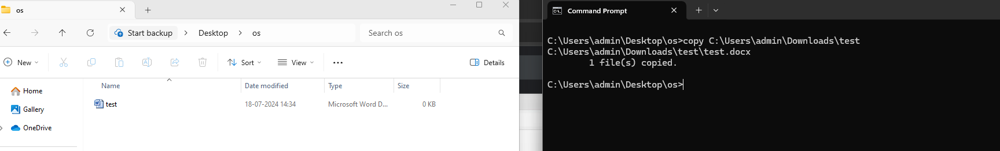 os
Start backup > Desktop > os
Search os
New
Sort
View
Details
Home
Gallery
OneDrive
Name Date modified Type Size
test 18-07-2024 14:34 Microsoft Word D... 0 KB
Command Prompt
C:\Users\admin\Desktop\os>copy C:\Users\admin\Downloads\test
C:\Users\admin\Downloads\test\test.docx
1 file(s) copied.
C:\Users\admin\Desktop\os>